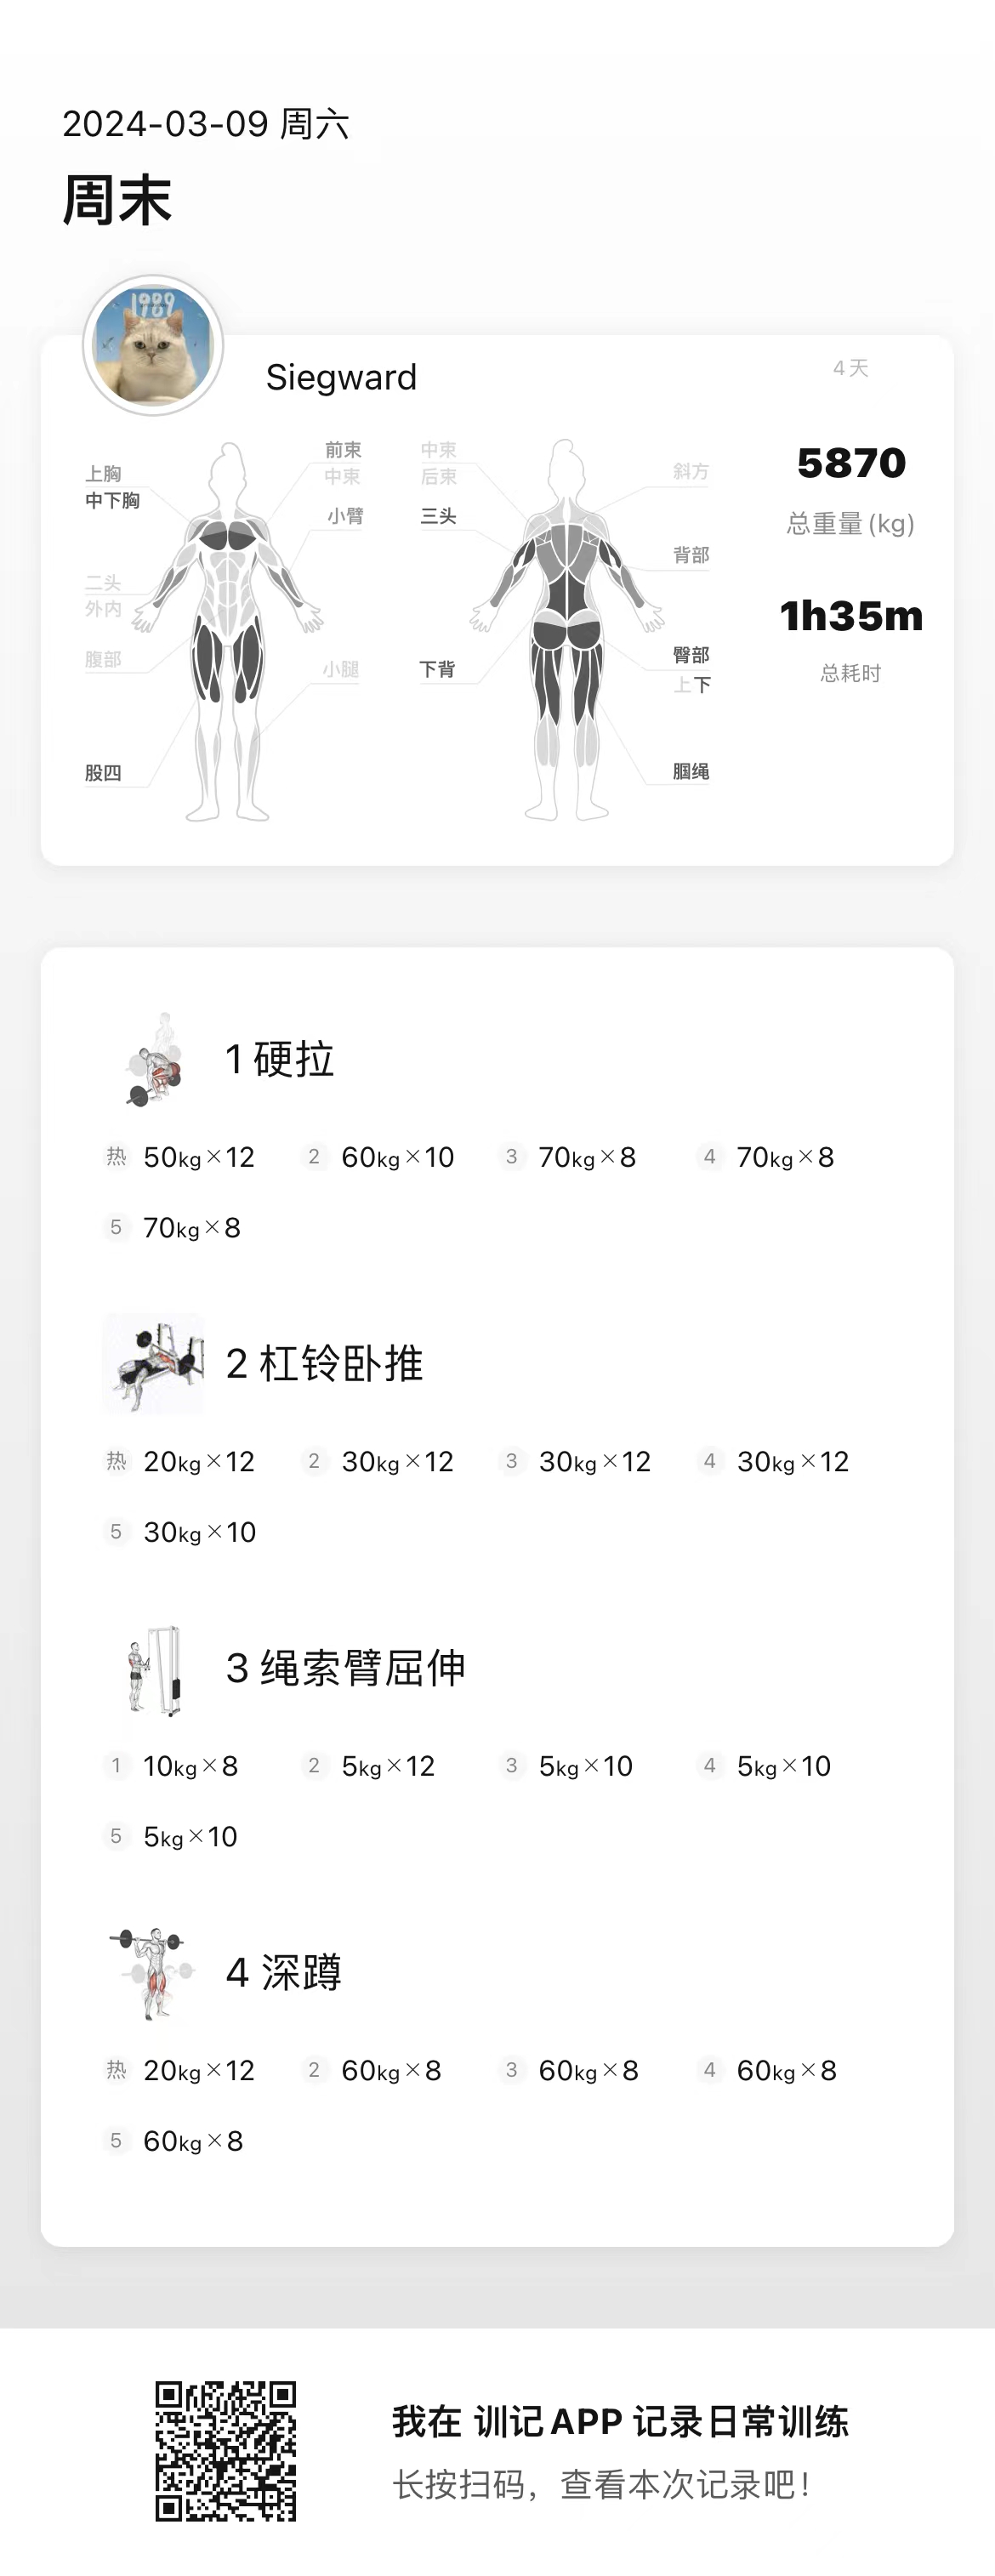 2024-03-09 周六
周末
1989
Siegward
4天
上胸
中下胸
二头
外内
腹部
股四
前束
中束
小臂
小腿
中束
后束
三头
下背
斜方
背部
臀部
上下
腘绳
5870
总重量(kg)
1h35m
总耗时
1 硬拉
热 50kg×12 2 60kg×10 3 70kg×8 4 70kg×8
5 70kg×8
2 杠铃卧推
热 20kg×12 2 30kg×12 3 30kg×12 4 30kg×12
5 30kg×10
3 绳索臂屈伸
1 10kg×8 2 5kg×12 3 5kg×10 4 5kg×10
5 5kg×10
4 深蹲
热 20kg×12 2 60kg×8 3 60kg×8 4 60kg×8
5 60kg×8
我在 训记APP 记录日常训练
长按扫码，查看本次记录吧！